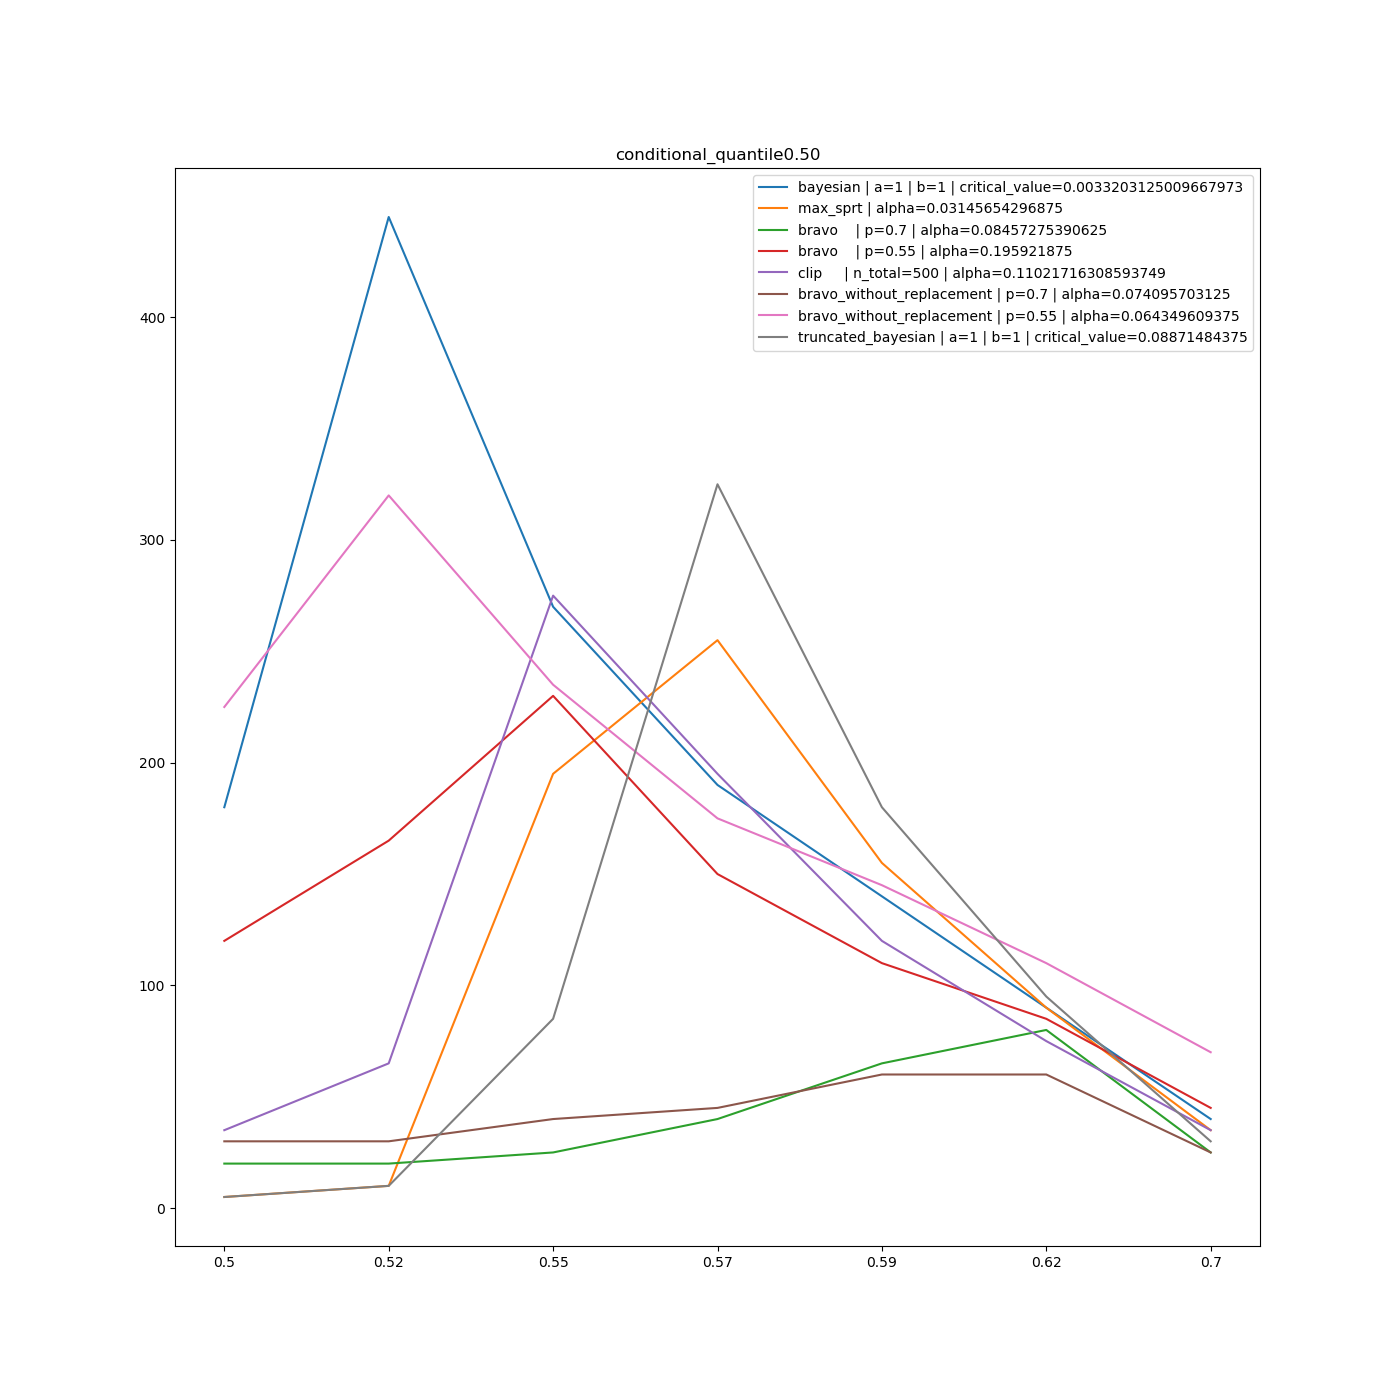 conditional_quantile0.50
bayesian | a=1 | b=1 | critical_value=0.0033203125009667973
max_sprt | alpha=0.03145654296875
bravo    | p=0.7 | alpha=0.08457275390625
bravo    | p=0.55 | alpha=0.195921875
clip     | n_total=500 | alpha=0.11021716308593749
bravo_without_replacement | p=0.7 | alpha=0.074095703125
bravo_without_replacement | p=0.55 | alpha=0.064349609375
truncated_bayesian | a=1 | b=1 | critical_value=0.08871484375
400
300
200
100
0
0.5 0.52 0.55 0.57 0.59 0.62 0.7